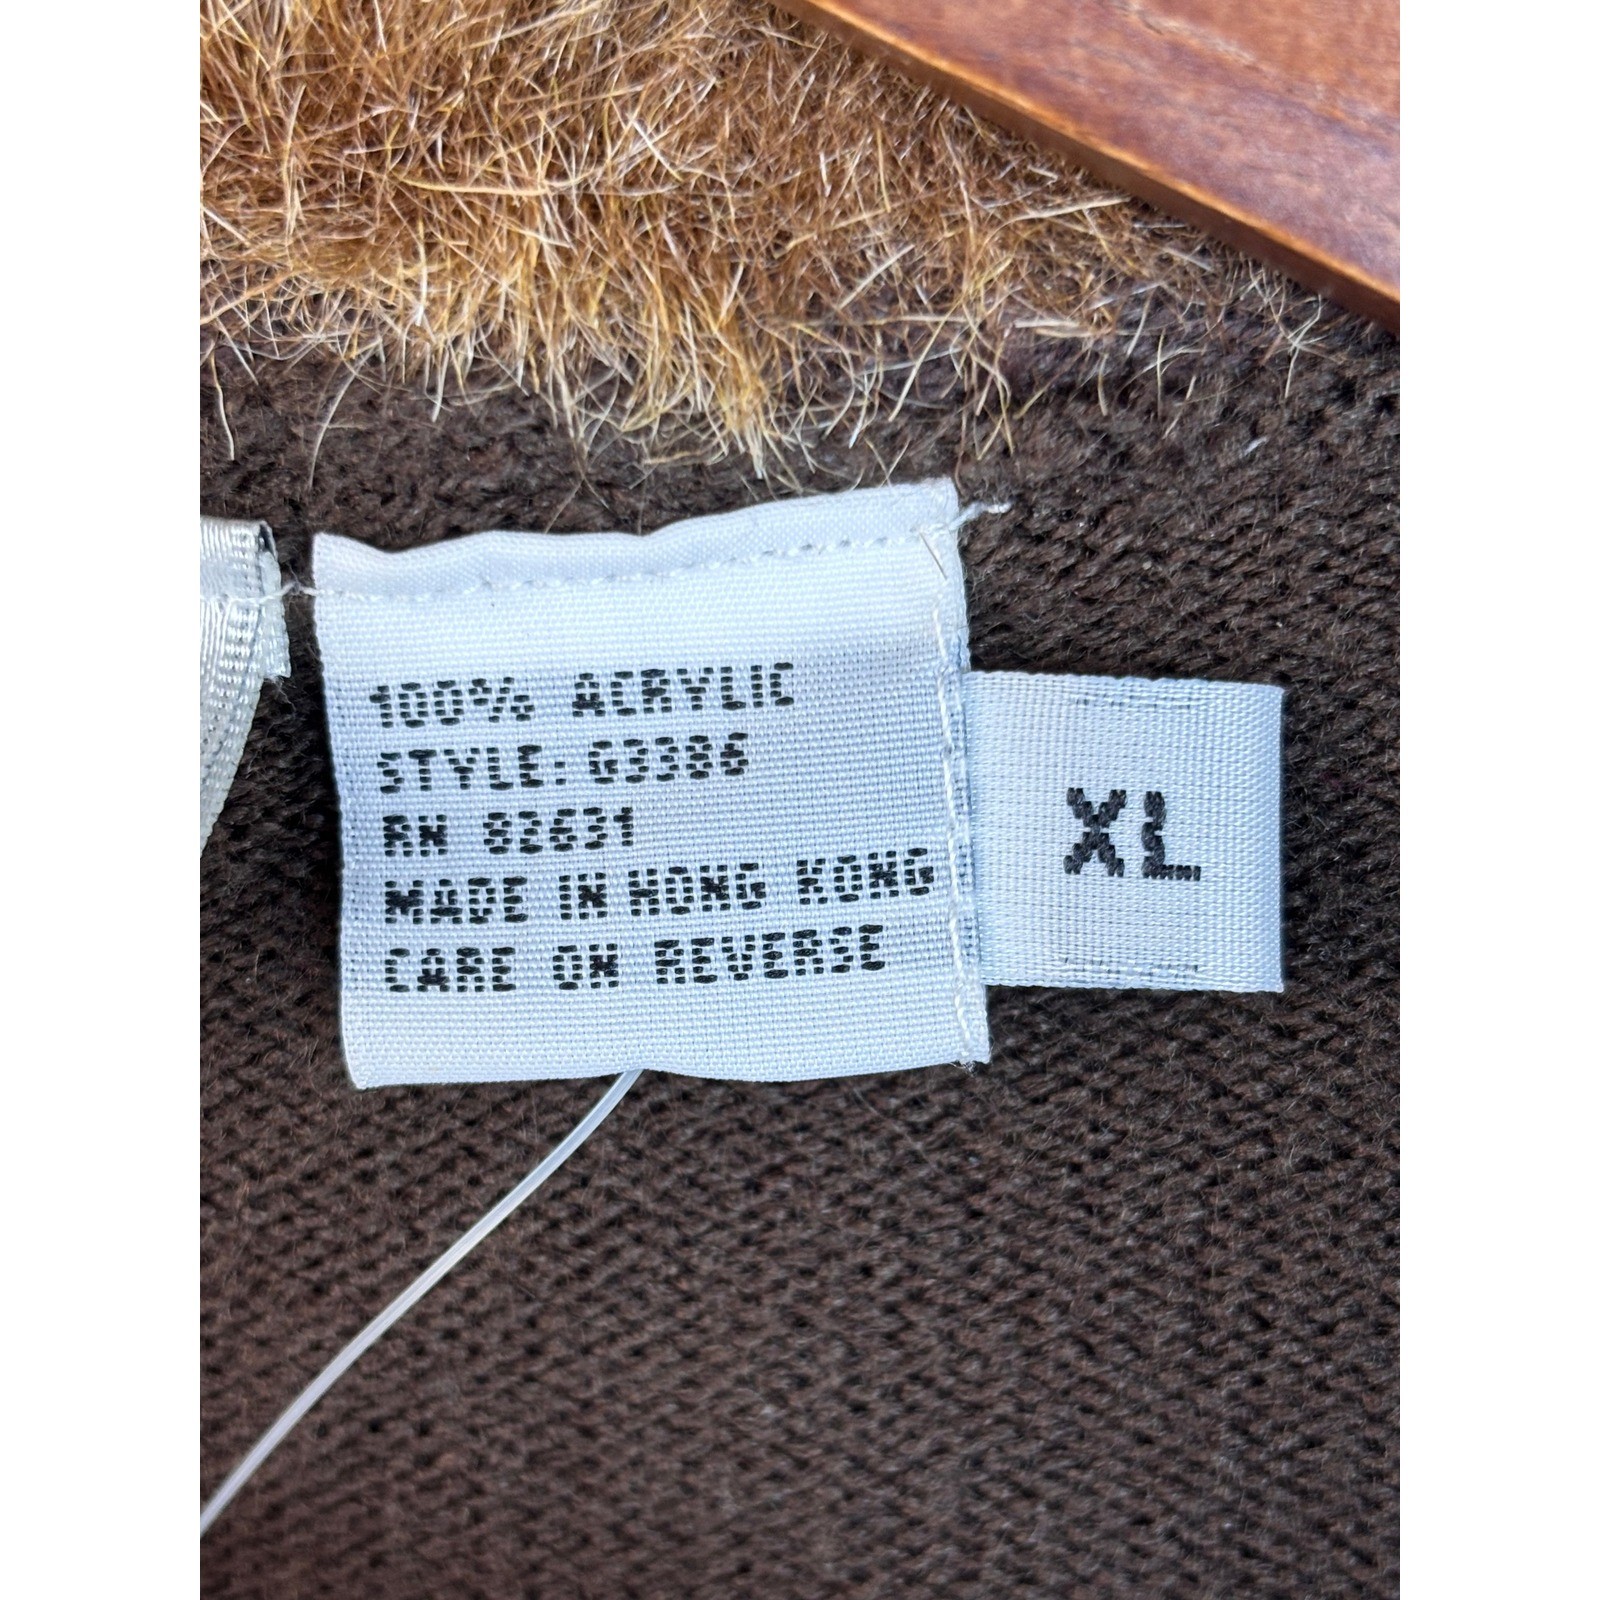 100% ACRYLIC
STYLE: G3386
RN 82631
MADE IN HONG KONG
CARE ON REVERSE
XL